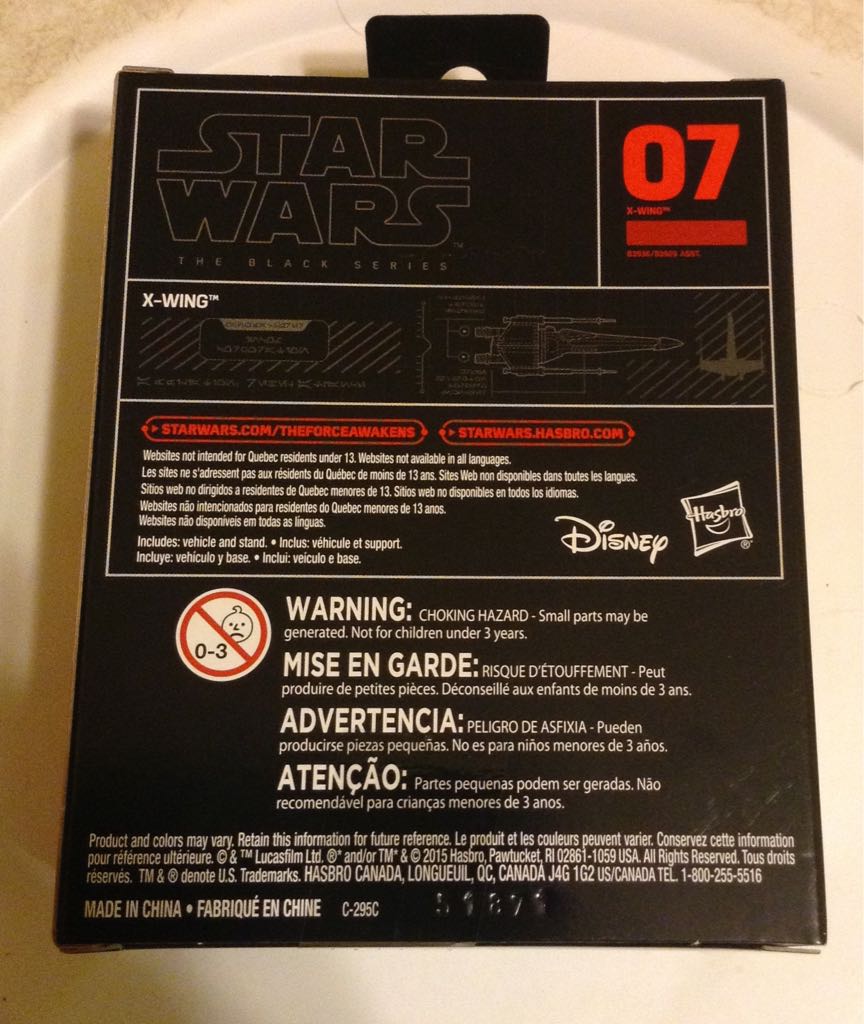 STAR
WARS™
THE BLACK SERIES
07
X-WING™
B3936/B3929 ASST.
X-WING™
STARWARS.COM/THEFORCEAWAKENS
STARWARS.HASBRO.COM
Websites not intended for Quebec residents under 13. Websites not available in all languages.
Les sites ne s'adressent pas aux résidents du Québec de moins de 13 ans. Sites Web non disponibles dans toutes les langues.
Sitios web no dirigidos a residentes de Quebec menores de 13. Sitios web no disponibles en todos los idiomas.
Websites não intencionados para residentes do Quebec menores de 13 anos.
Websites não disponíveis em todas as línguas.
Includes: vehicle and stand. • Inclus: véhicule et support.
Incluye: vehículo y base. • Inclui: veículo e base.
Disney
Hasbro®
0-3
WARNING: CHOKING HAZARD - Small parts may be
generated. Not for children under 3 years.
MISE EN GARDE: RISQUE D'ÉTOUFFEMENT - Peut
produire de petites pièces. Déconseillé aux enfants de moins de 3 ans.
ADVERTENCIA: PELIGRO DE ASFIXIA - Pueden
producirse piezas pequeñas. No es para niños menores de 3 años.
ATENÇÃO: Partes pequenas podem ser geradas. Não
recomendável para crianças menores de 3 anos.
Product and colors may vary. Retain this information for future reference. Le produit et les couleurs peuvent varier. Conservez cette information
pour référence ultérieure. © & ™ Lucasfilm Ltd. ®* and/or TM* & © 2015 Hasbro, Pawtucket, RI 02861-1059 USA. All Rights Reserved. Tous droits
réservés. TM & ® denote U.S. Trademarks. HASBRO CANADA, LONGUEUIL, QC, CANADA J4G 1G2 US/CANADA TEL. 1-800-255-5516
MADE IN CHINA • FABRIQUÉ EN CHINE C-295C
51871